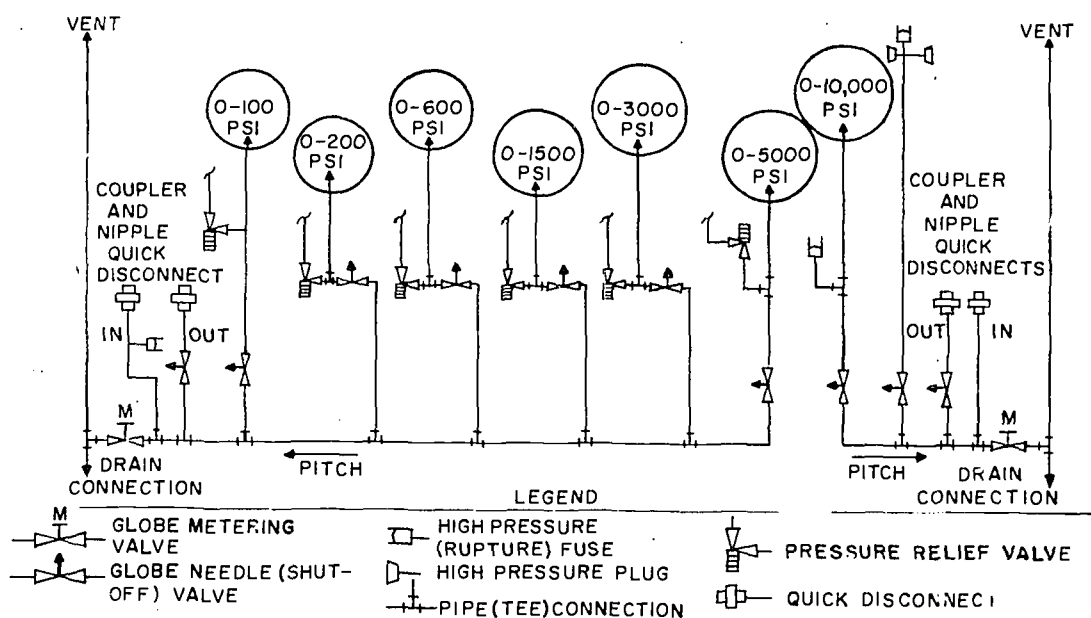 VENT
VENT
0-100
PSI
0-200
PSI
0-600
PSI
0-1500
PSI
0-3000
PSI
0-5000
PSI
0-10,000
PSI
COUPLER
AND
NIPPLE
QUICK
DISCONNECT
IN
OUT
COUPLER
AND
NIPPLE
QUICK
DISCONNECTS
OUT
IN
M
M
DRAIN
CONNECTION
PITCH
PITCH
DRAIN
CONNECTION
LEGEND
M
GLOBE METERING
VALVE
GLOBE NEEDLE (SHUT-
OFF) VALVE
HIGH PRESSURE
(RUPTURE) FUSE
HIGH PRESSURE PLUG
PIPE (TEE) CONNECTION
PRESSURE RELIEF VALVE
QUICK DISCONNECT